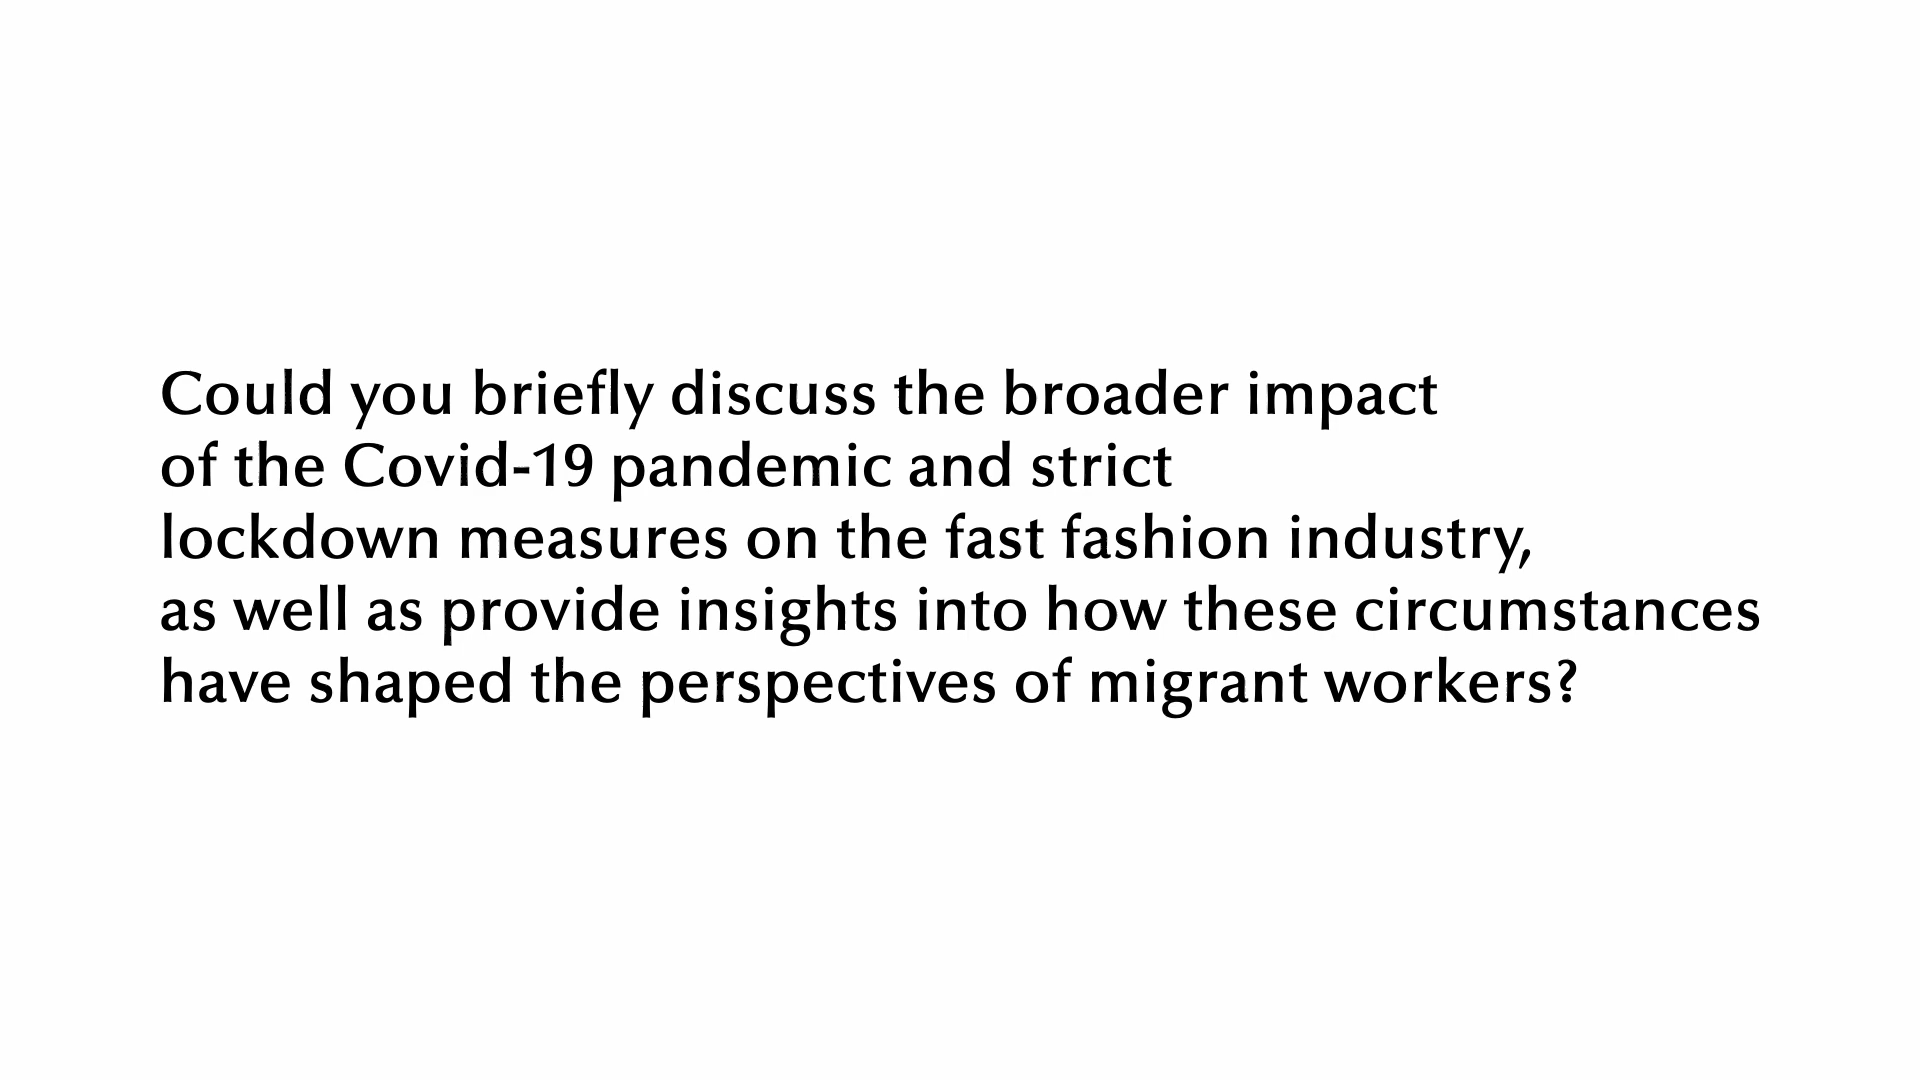 Could you briefly discuss the broader impact
of the Covid-19 pandemic and strict
lockdown measures on the fast fashion industry,
as well as provide insights into how these circumstances
have shaped the perspectives of migrant workers?